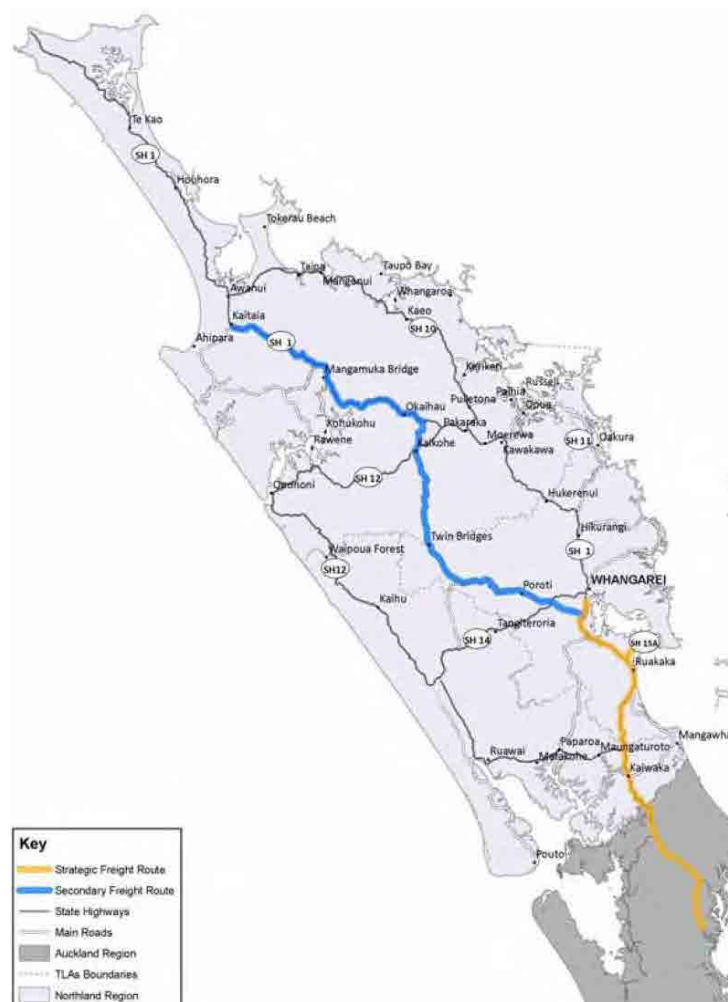 Te Kao
SH 1
Houhora
Tokerau Beach
Taipa
Taupo Bay
Manganui
Awanui
Whangaroa
Kaeo
Kaitaia
SH 10
SH 1
Ahipara
Mangamuka Bridge
Kerikeri
Russell
Puketona
Paihia
Okaihau
Opua
Kohukohu
Pakaraka
Moerewa
SH 11
Oakura
Rawene
Kaikohe
Kawakawa
SH 12
Opononi
Hukerenui
Hikurangi
Twin Bridges
SH 1
Waipoua Forest
SH12
WHANGAREI
Poroti
Kaihu
Tangiteroria
SH 14
SH 15A
Ruakaka
Mangawhai
Paparoa
Maungaturoto
Ruawai
Matakohe
Kaiwaka
Pouto
Key
Strategic Freight Route
Secondary Freight Route
State Highways
Main Roads
Auckland Region
TLAs Boundaries
Northland Region